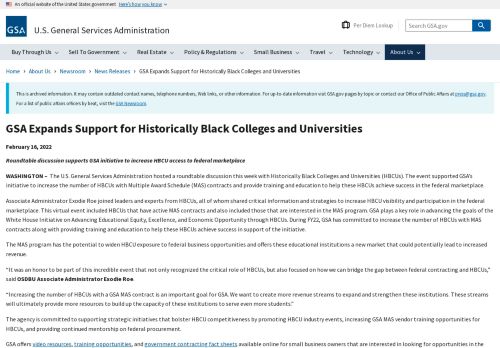 An official website of the United States government Here's how you know
GSA U.S. General Services Administration
Per Diem Lookup
Search GSA.gov
Buy Through Us Sell To Government Real Estate Policy & Regulations Small Business Travel Technology About Us
Home › About Us › Newsroom › News Releases › GSA Expands Support for Historically Black Colleges and Universities
This is archived information. It may contain outdated contact names, telephone numbers, Web links, or other information. For up-to-date information visit GSA.gov pages by topic or contact our Office of Public Affairs at press@gsa.gov.
For a list of public affairs officers by beat, visit the GSA Newsroom.
GSA Expands Support for Historically Black Colleges and Universities
February 16, 2022
Roundtable discussion supports GSA initiative to increase HBCU access to federal marketplace
WASHINGTON – The U.S. General Services Administration hosted a roundtable discussion this week with Historically Black Colleges and Universities (HBCUs). The event supported GSA's
initiative to increase the number of HBCUs with Multiple Award Schedule (MAS) contracts and provide training and education to help these HBCUs achieve success in the federal marketplace
Associate Administrator Exodie Roe joined leaders and experts from HBCUs, all of whom shared critical information and strategies to increase HBCU visibility and participation in the federal
marketplace. This virtual event included HBCUs that have active MAS contracts and also included those that are interested in the MAS program. GSA plays a key role in advancing the goals of the
White House Initiative on Advancing Educational Equity, Excellence, and Economic Opportunity through HBCUs. During FY22, GSA has committed to increase the number of HBCUs with MAS
contracts along with providing training and education to help these HBCUs achieve success in support of the initiative.
The MAS program has the potential to widen HBCU exposure to federal business opportunities and offers these educational institutions a new market that could potentially lead to increased
revenue.
"It was an honor to be part of this incredible event that not only recognized the critical role of HBCUs, but also focused on how we can bridge the gap between federal contracting and HBCUs,"
said OSDBU Associate Administrator Exodie Roe.
"Increasing the number of HBCUs with a GSA MAS contract is an important goal for GSA. We want to create more revenue streams to expand and strengthen these institutions. These streams
will ultimately provide more resources to build up the capacity of these institutions to serve even more students."
The agency is committed to supporting strategic initiatives that bolster HBCU competitiveness by promoting HBCU industry events, increasing GSA MAS vendor training opportunities for
HBCUs, and providing continued mentorship on federal procurement.
GSA offers video resources, training opportunities, and government contracting fact sheets available online for small business owners that are interested in looking for opportunities in the